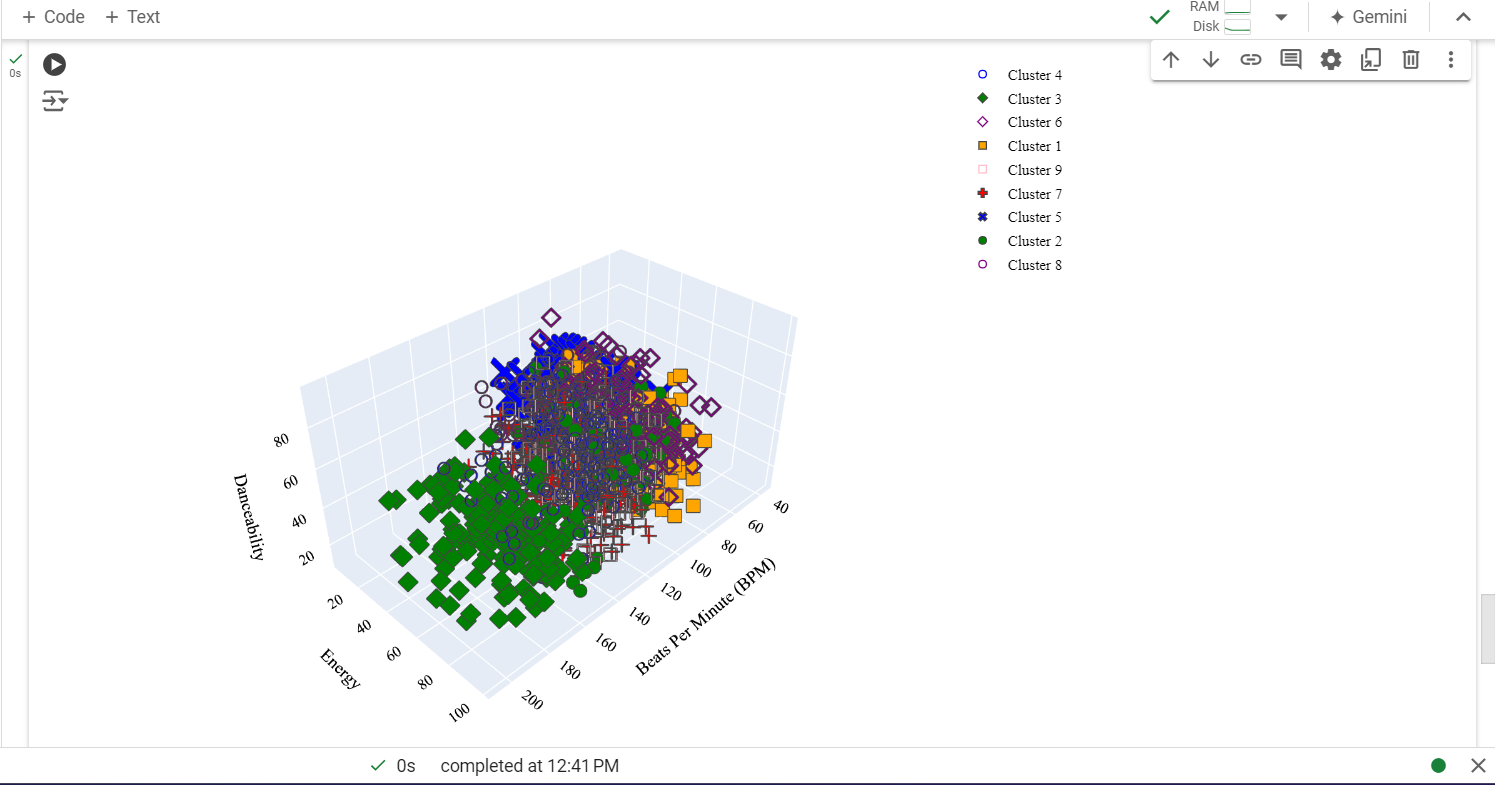 + Code + Text
RAM
Disk
Gemini
0s
Cluster 4
Cluster 3
Cluster 6
Cluster 1
Cluster 9
Cluster 7
Cluster 5
Cluster 2
Cluster 8
80
60
40
20
Danceability
20
40
60
80
100
Energy
40
60
80
100
120
140
160
180
200
Beats Per Minute (BPM)
0s completed at 12:41 PM